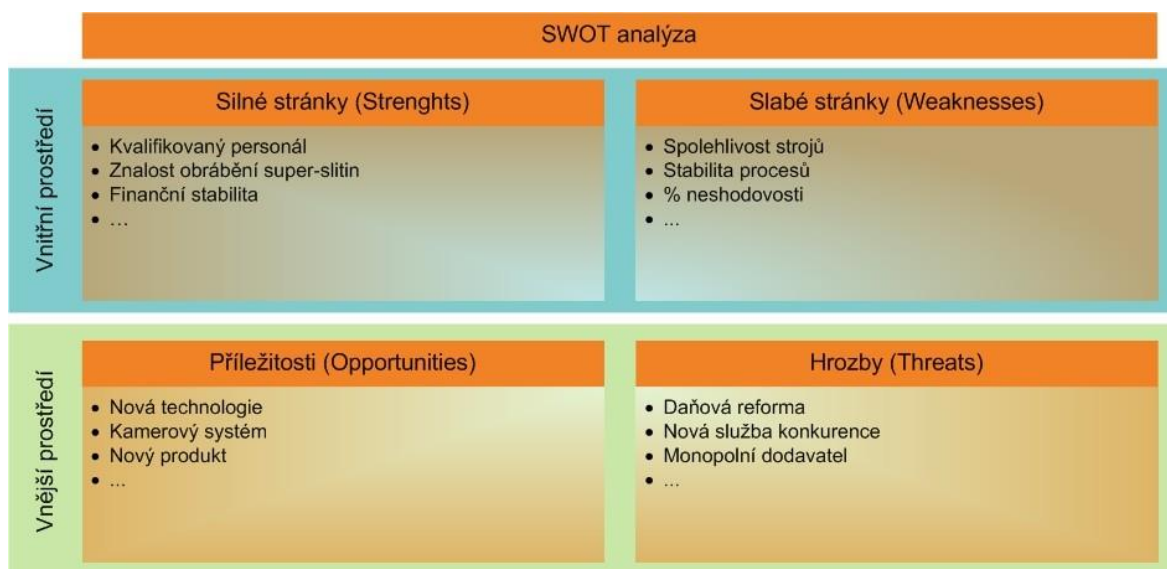 SWOT analýza
Vnitřní prostředí
Silné stránky (Strenghts)
• Kvalifikovaný personál
• Znalost obrábění super-slitin
• Finanční stabilita
• ...
Slabé stránky (Weaknesses)
• Spolehlivost strojů
• Stabilita procesů
• % neshodovosti
• ...
Vnější prostředí
Příležitosti (Opportunities)
• Nová technologie
• Kamerový systém
• Nový produkt
• ...
Hrozby (Threats)
• Daňová reforma
• Nová služba konkurence
• Monopolní dodavatel
• ...